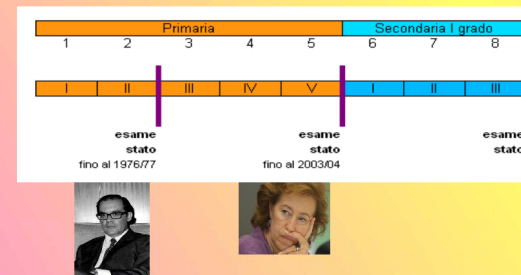 Primaria Secondaria I grado
1 2 3 4 5 6 7 8
I II III IV V I II III
esame esame esame
stato stato stato
fino al 1976/77 fino al 2003/04